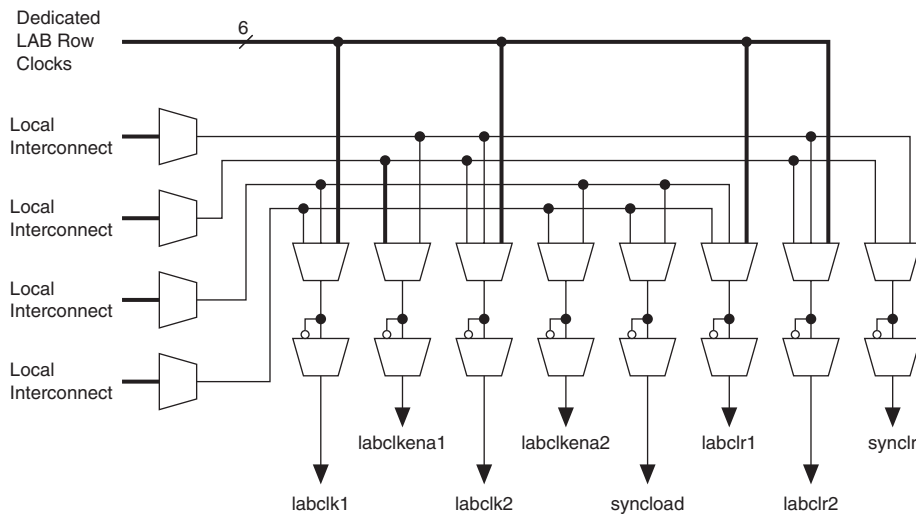 Dedicated
LAB Row
Clocks
6
Local
Interconnect
Local
Interconnect
Local
Interconnect
Local
Interconnect
labclkena1
labclkena2
labclr1
synclr
labclk1
labclk2
syncload
labclr2